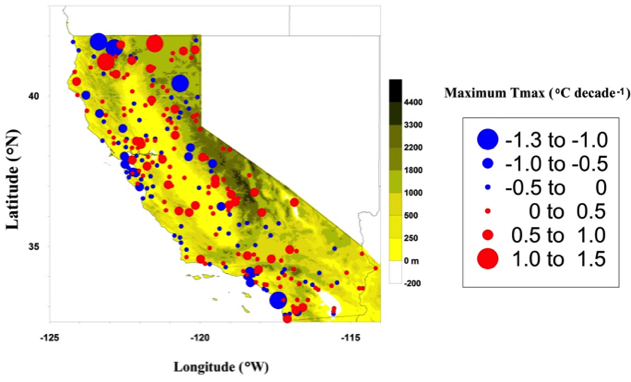 Latitude (°N)
40
35
-125
-120
-115
Longitude (°W)
4400
3300
2200
1800
1000
500
250
0 m
-200
Maximum Tmax (°C decade-1)
-1.3 to -1.0
-1.0 to -0.5
-0.5 to 0
0 to 0.5
0.5 to 1.0
1.0 to 1.5